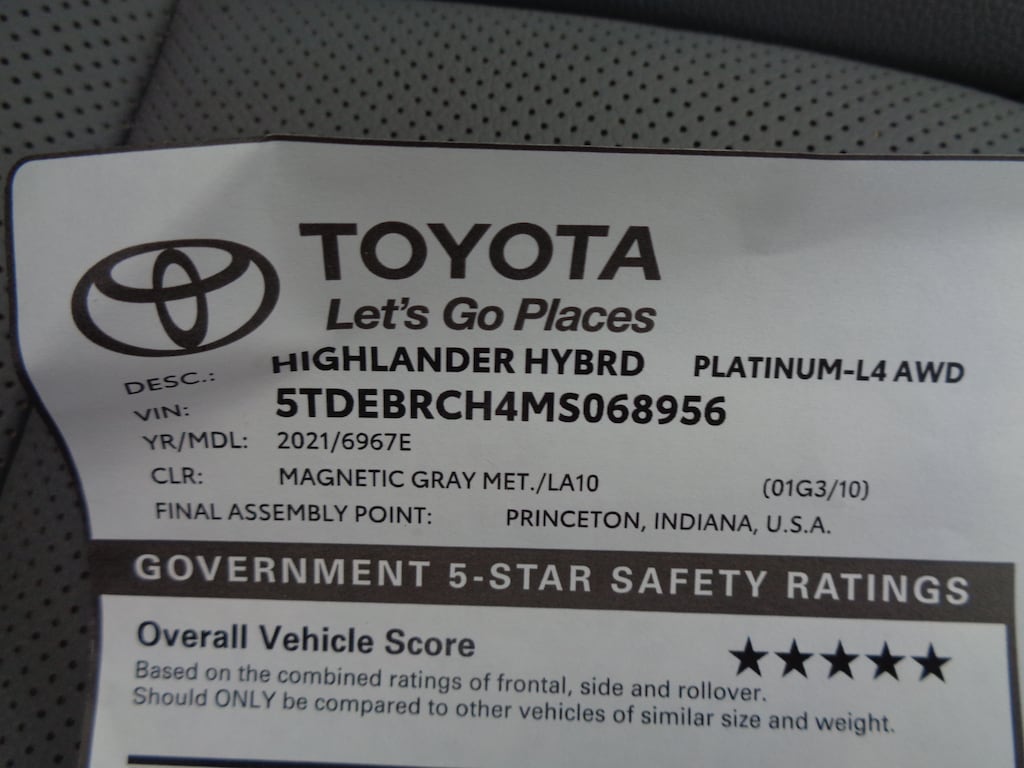 TOYOTA
Let's Go Places
DESC.: HIGHLANDER HYBRD PLATINUM-L4 AWD
VIN: 5TDEBRCH4MS068956
YR/MDL: 2021/6967E
CLR: MAGNETIC GRAY MET./LA10 (01G3/10)
FINAL ASSEMBLY POINT: PRINCETON, INDIANA, U.S.A.
GOVERNMENT 5-STAR SAFETY RATINGS
Overall Vehicle Score ★★★★★
Based on the combined ratings of frontal, side and rollover.
Should ONLY be compared to other vehicles of similar size and weight.